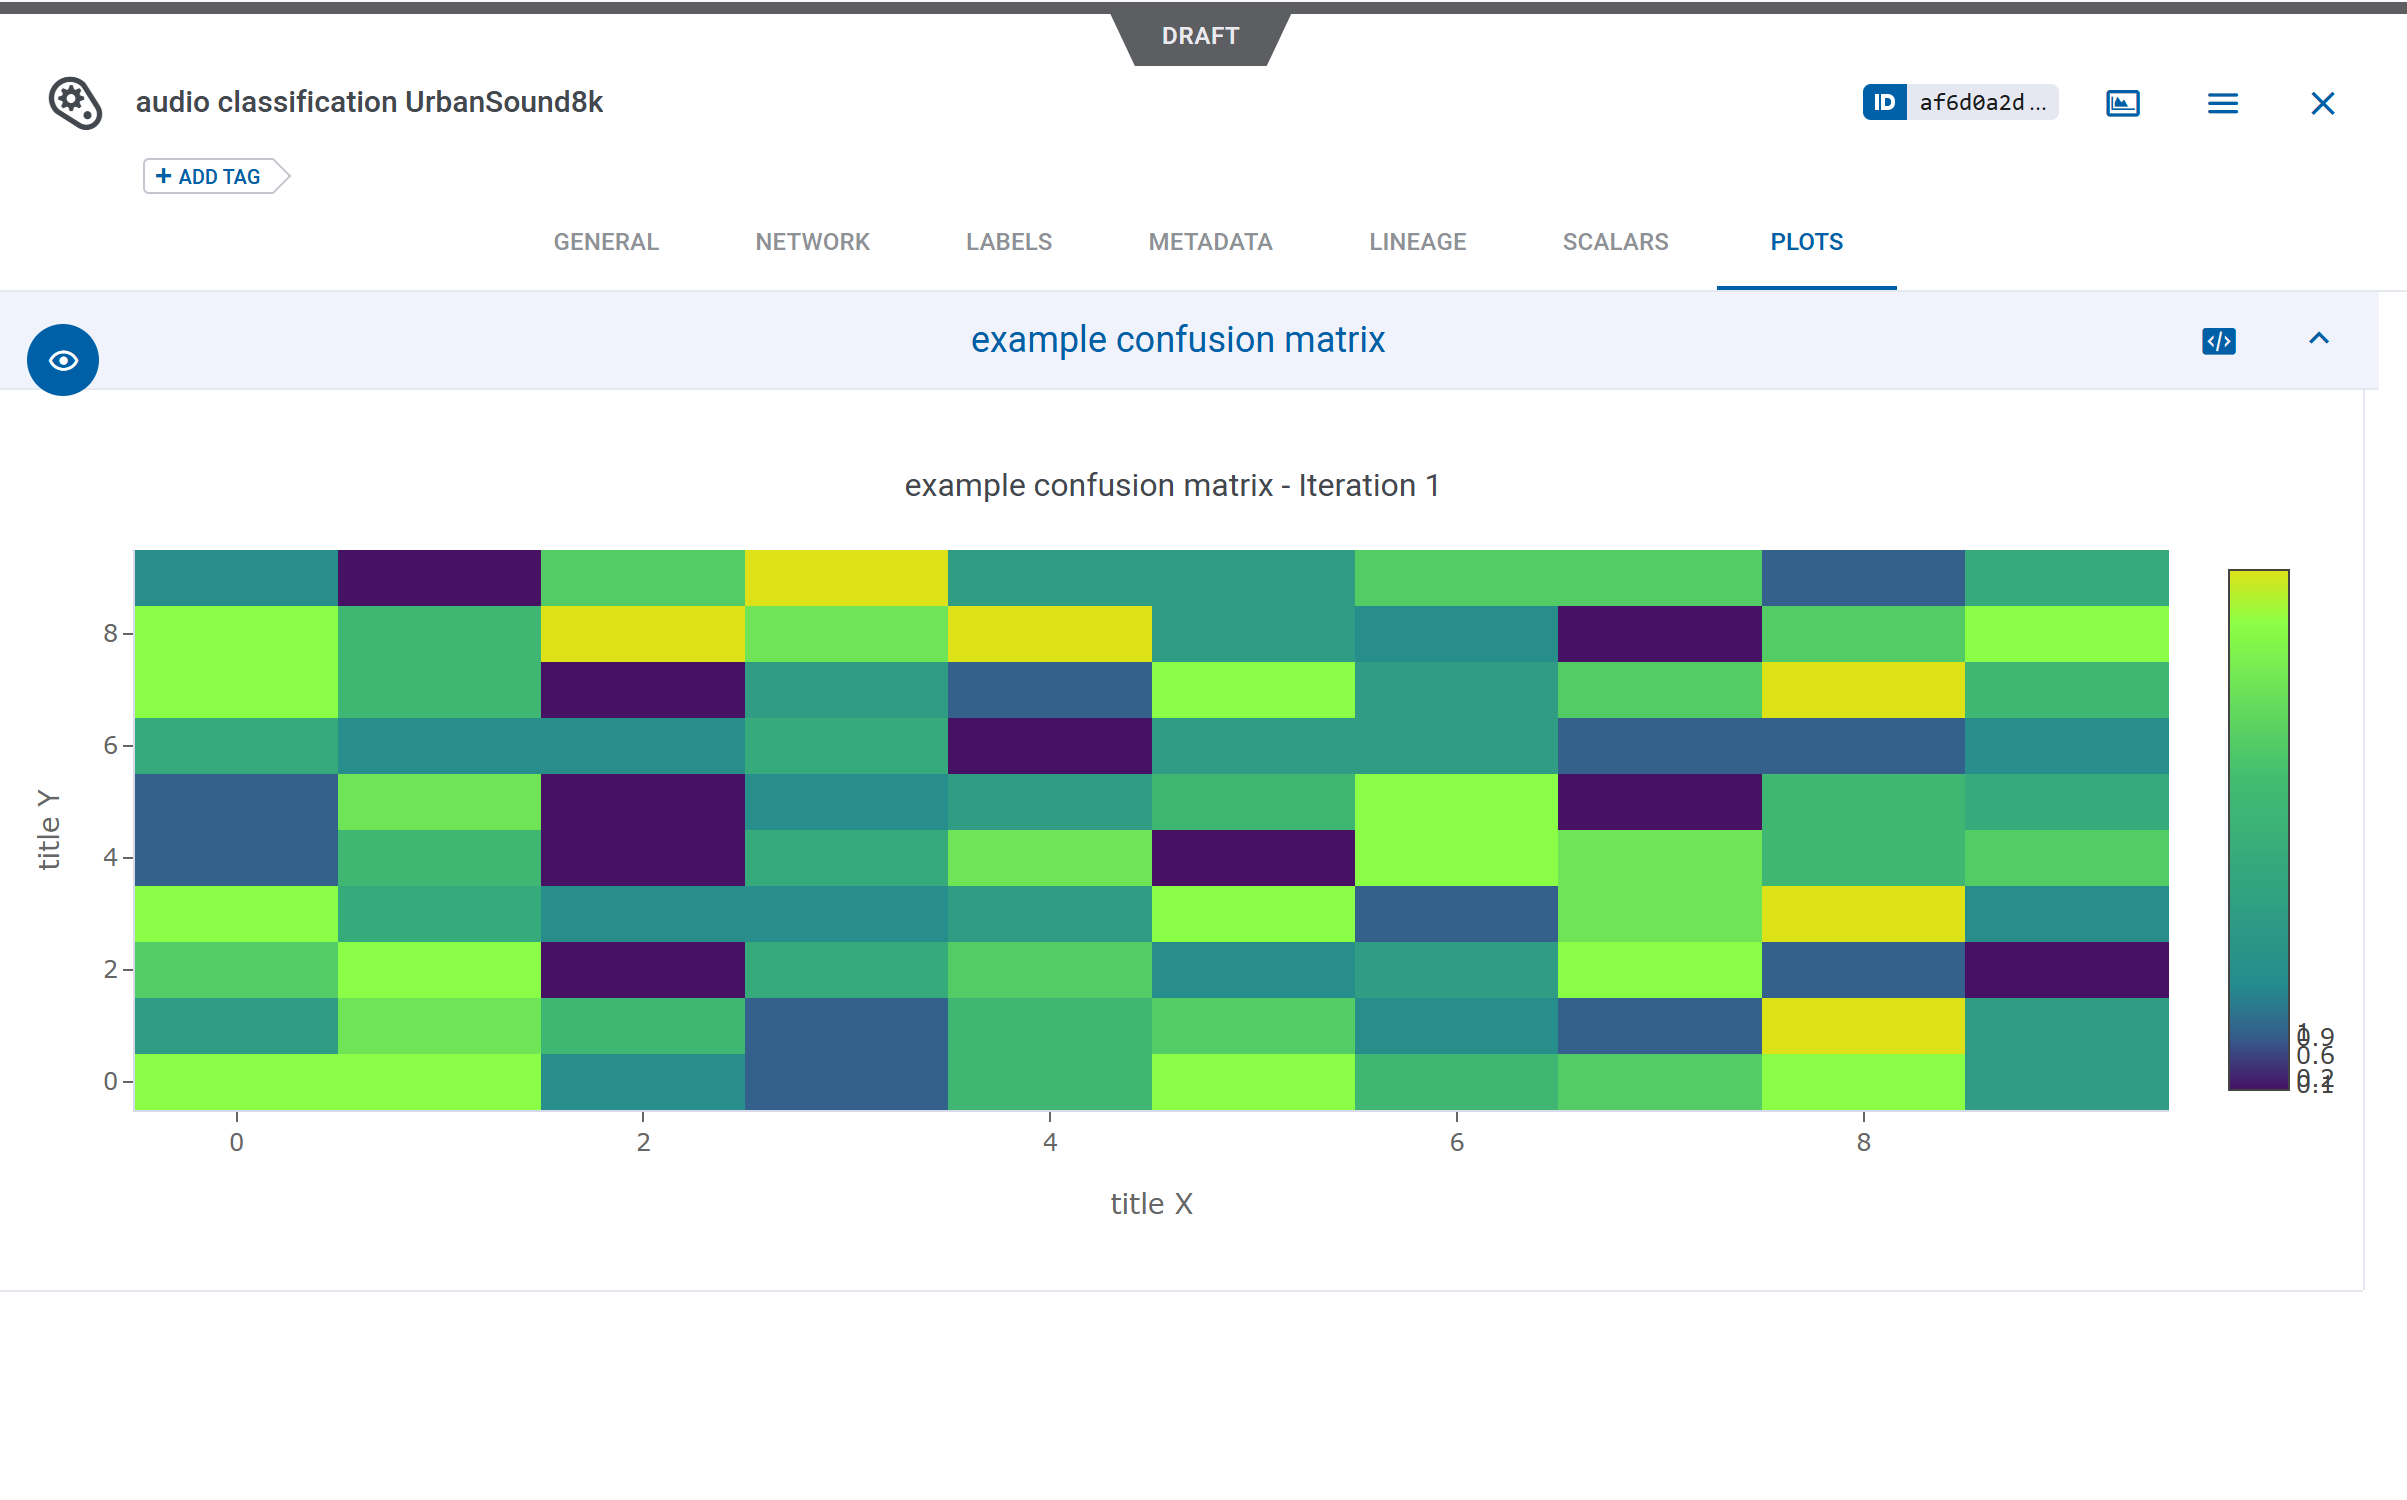 DRAFT
audio classification UrbanSound8k
ID af6d0a2d...
+ ADD TAG
GENERAL NETWORK LABELS METADATA LINEAGE SCALARS PLOTS
example confusion matrix
example confusion matrix - Iteration 1
8
6
4
2
0
title Y
0 2 4 6 8
title X
1
0.9
0.6
0.2
0.1